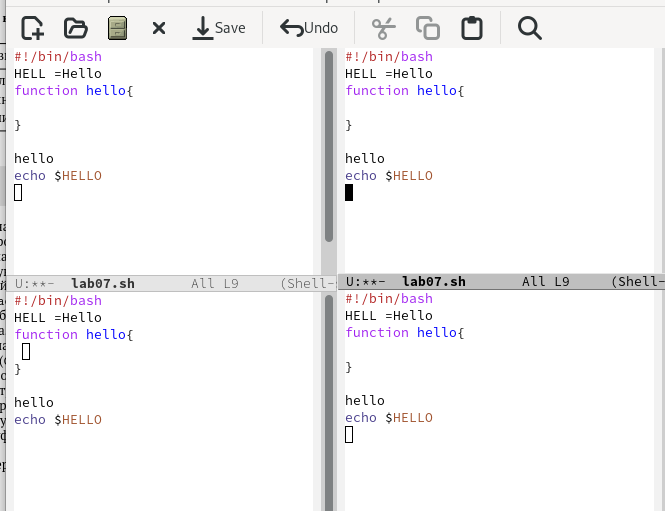 Save Undo
#!/bin/bash
HELL =Hello
function hello{
}
hello
echo $HELLO
U:**- lab07.sh All L9 (Shell-
#!/bin/bash
HELL =Hello
function hello{
}
hello
echo $HELLO
U:**- lab07.sh All L9 (Shell-
#!/bin/bash
HELL =Hello
function hello{
}
hello
echo $HELLO
#!/bin/bash
HELL =Hello
function hello{
}
hello
echo $HELLO